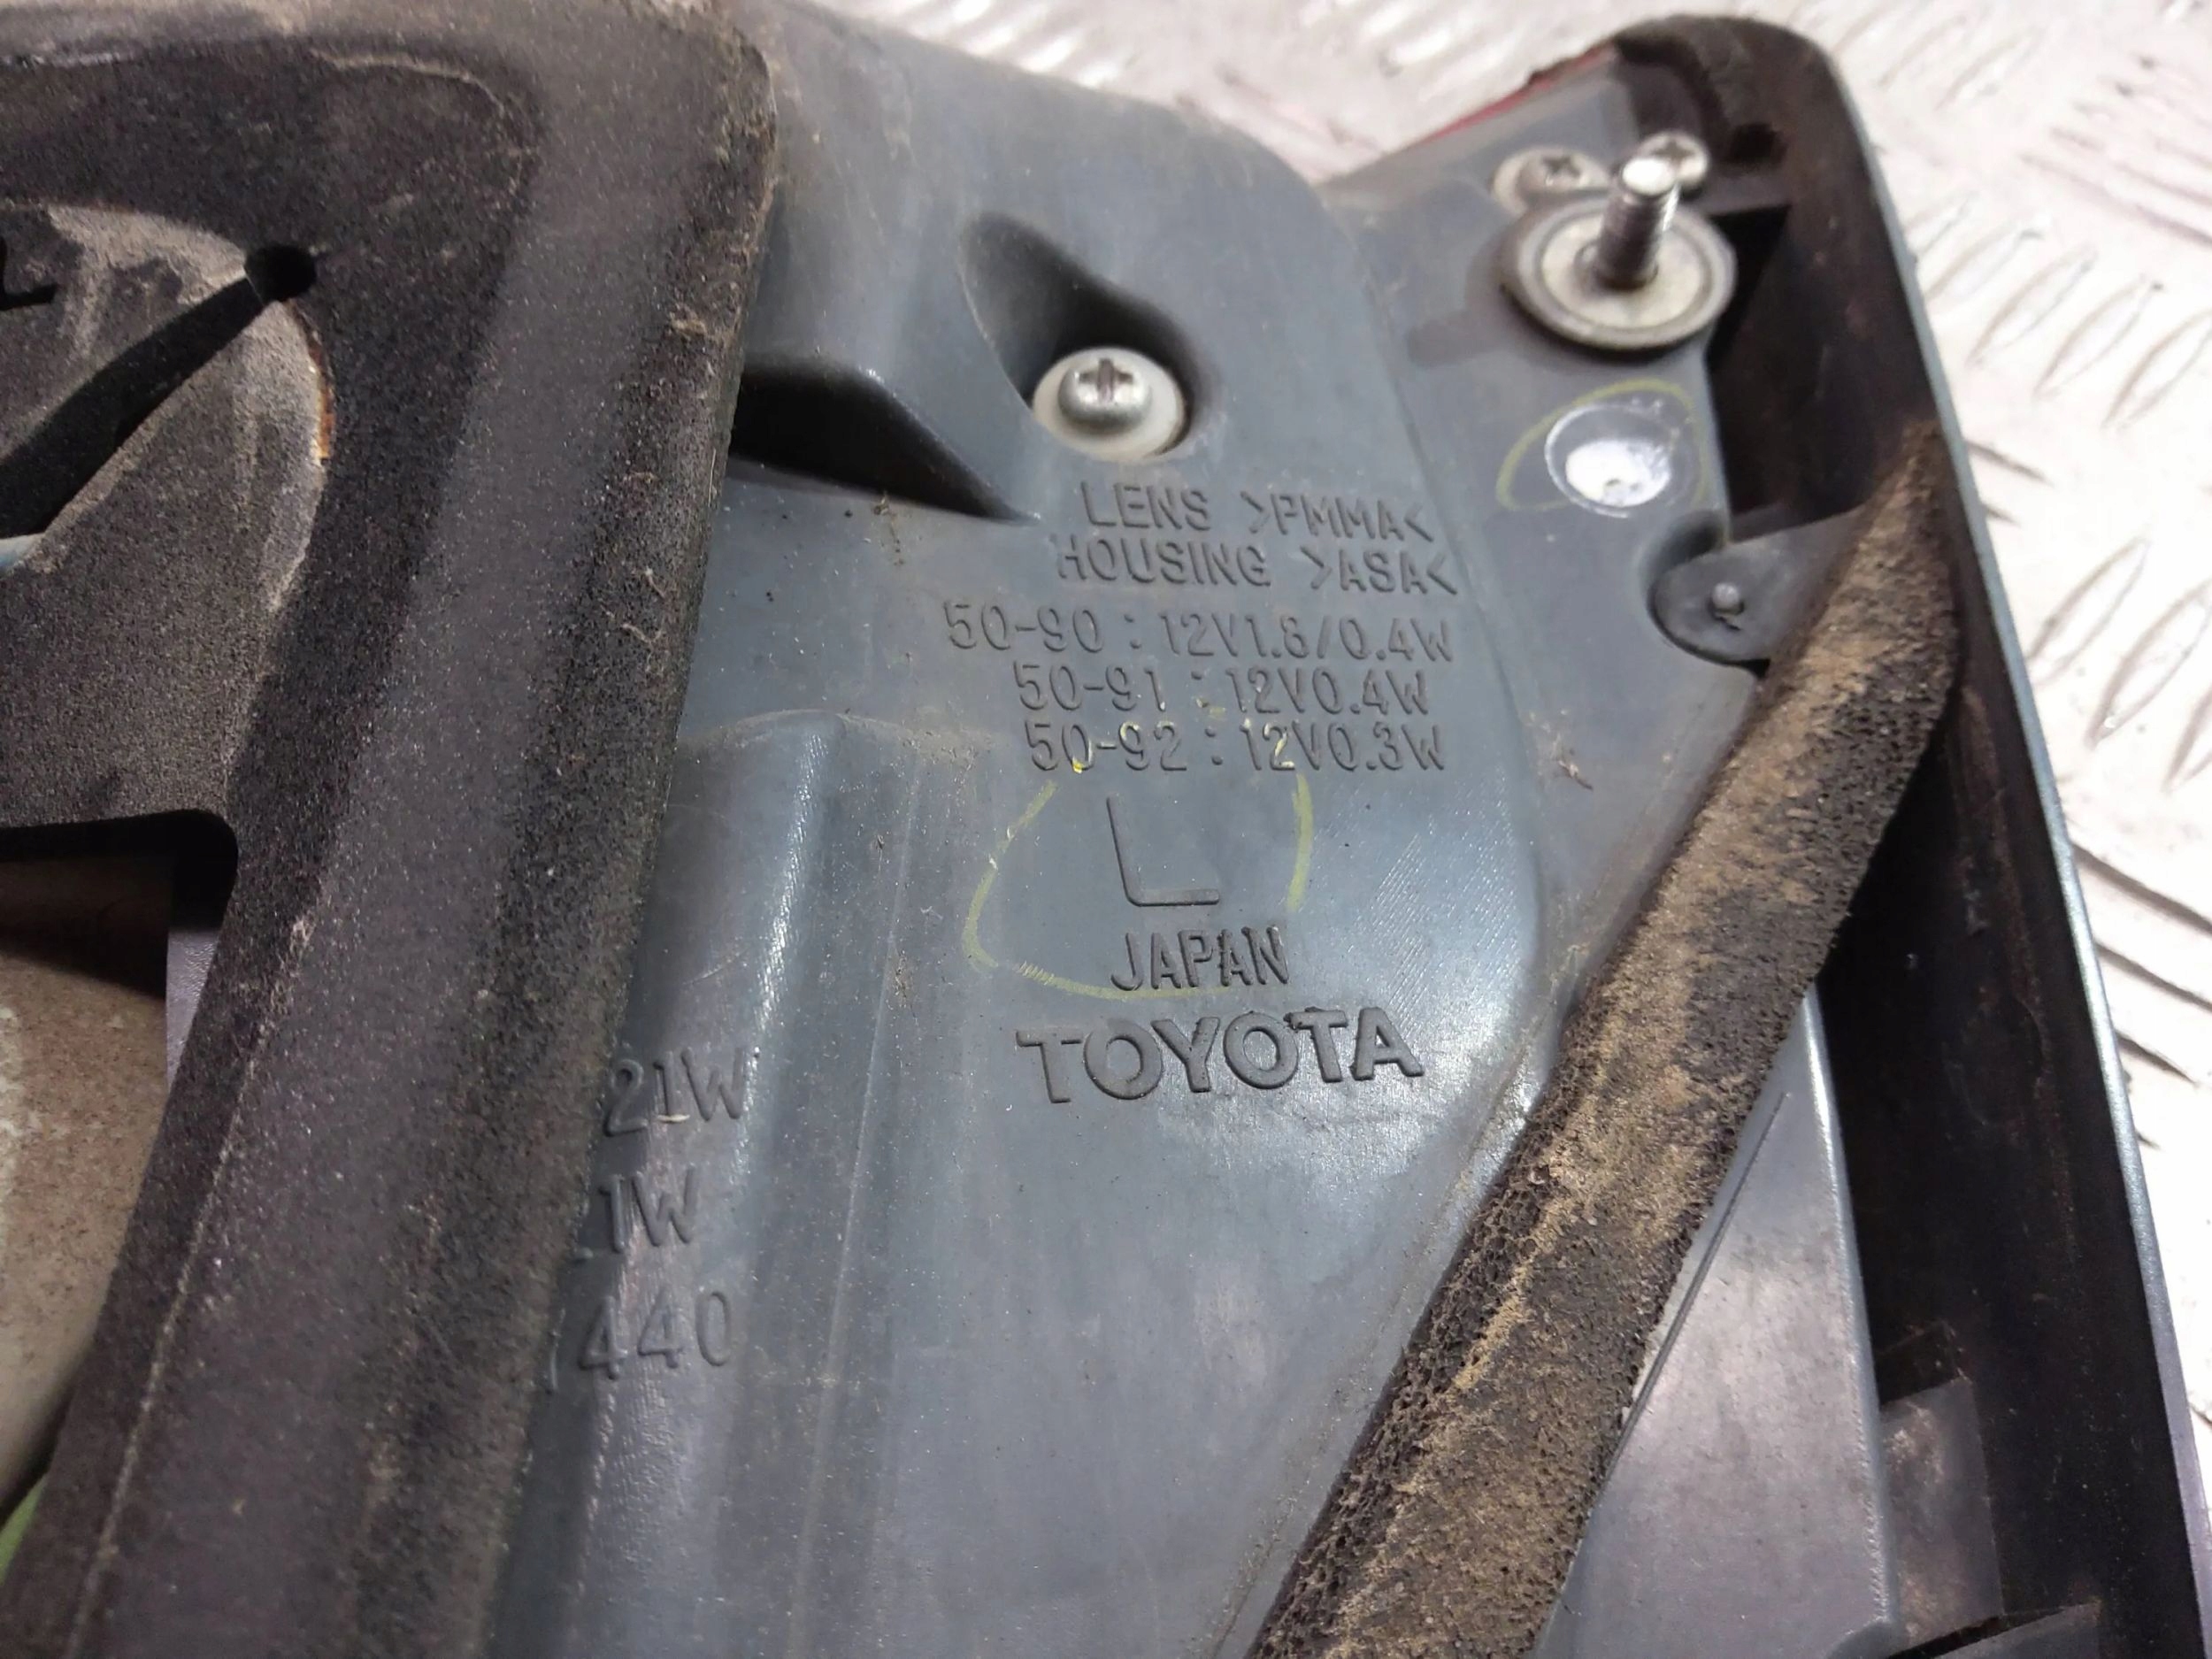 LENS >PMMA<
HOUSING >ASA<
50-90 : 12V1.8/0.4W
50-91 : 12V0.4W
50-92 : 12V0.3W
L
JAPAN
TOYOTA
21W
1W
440